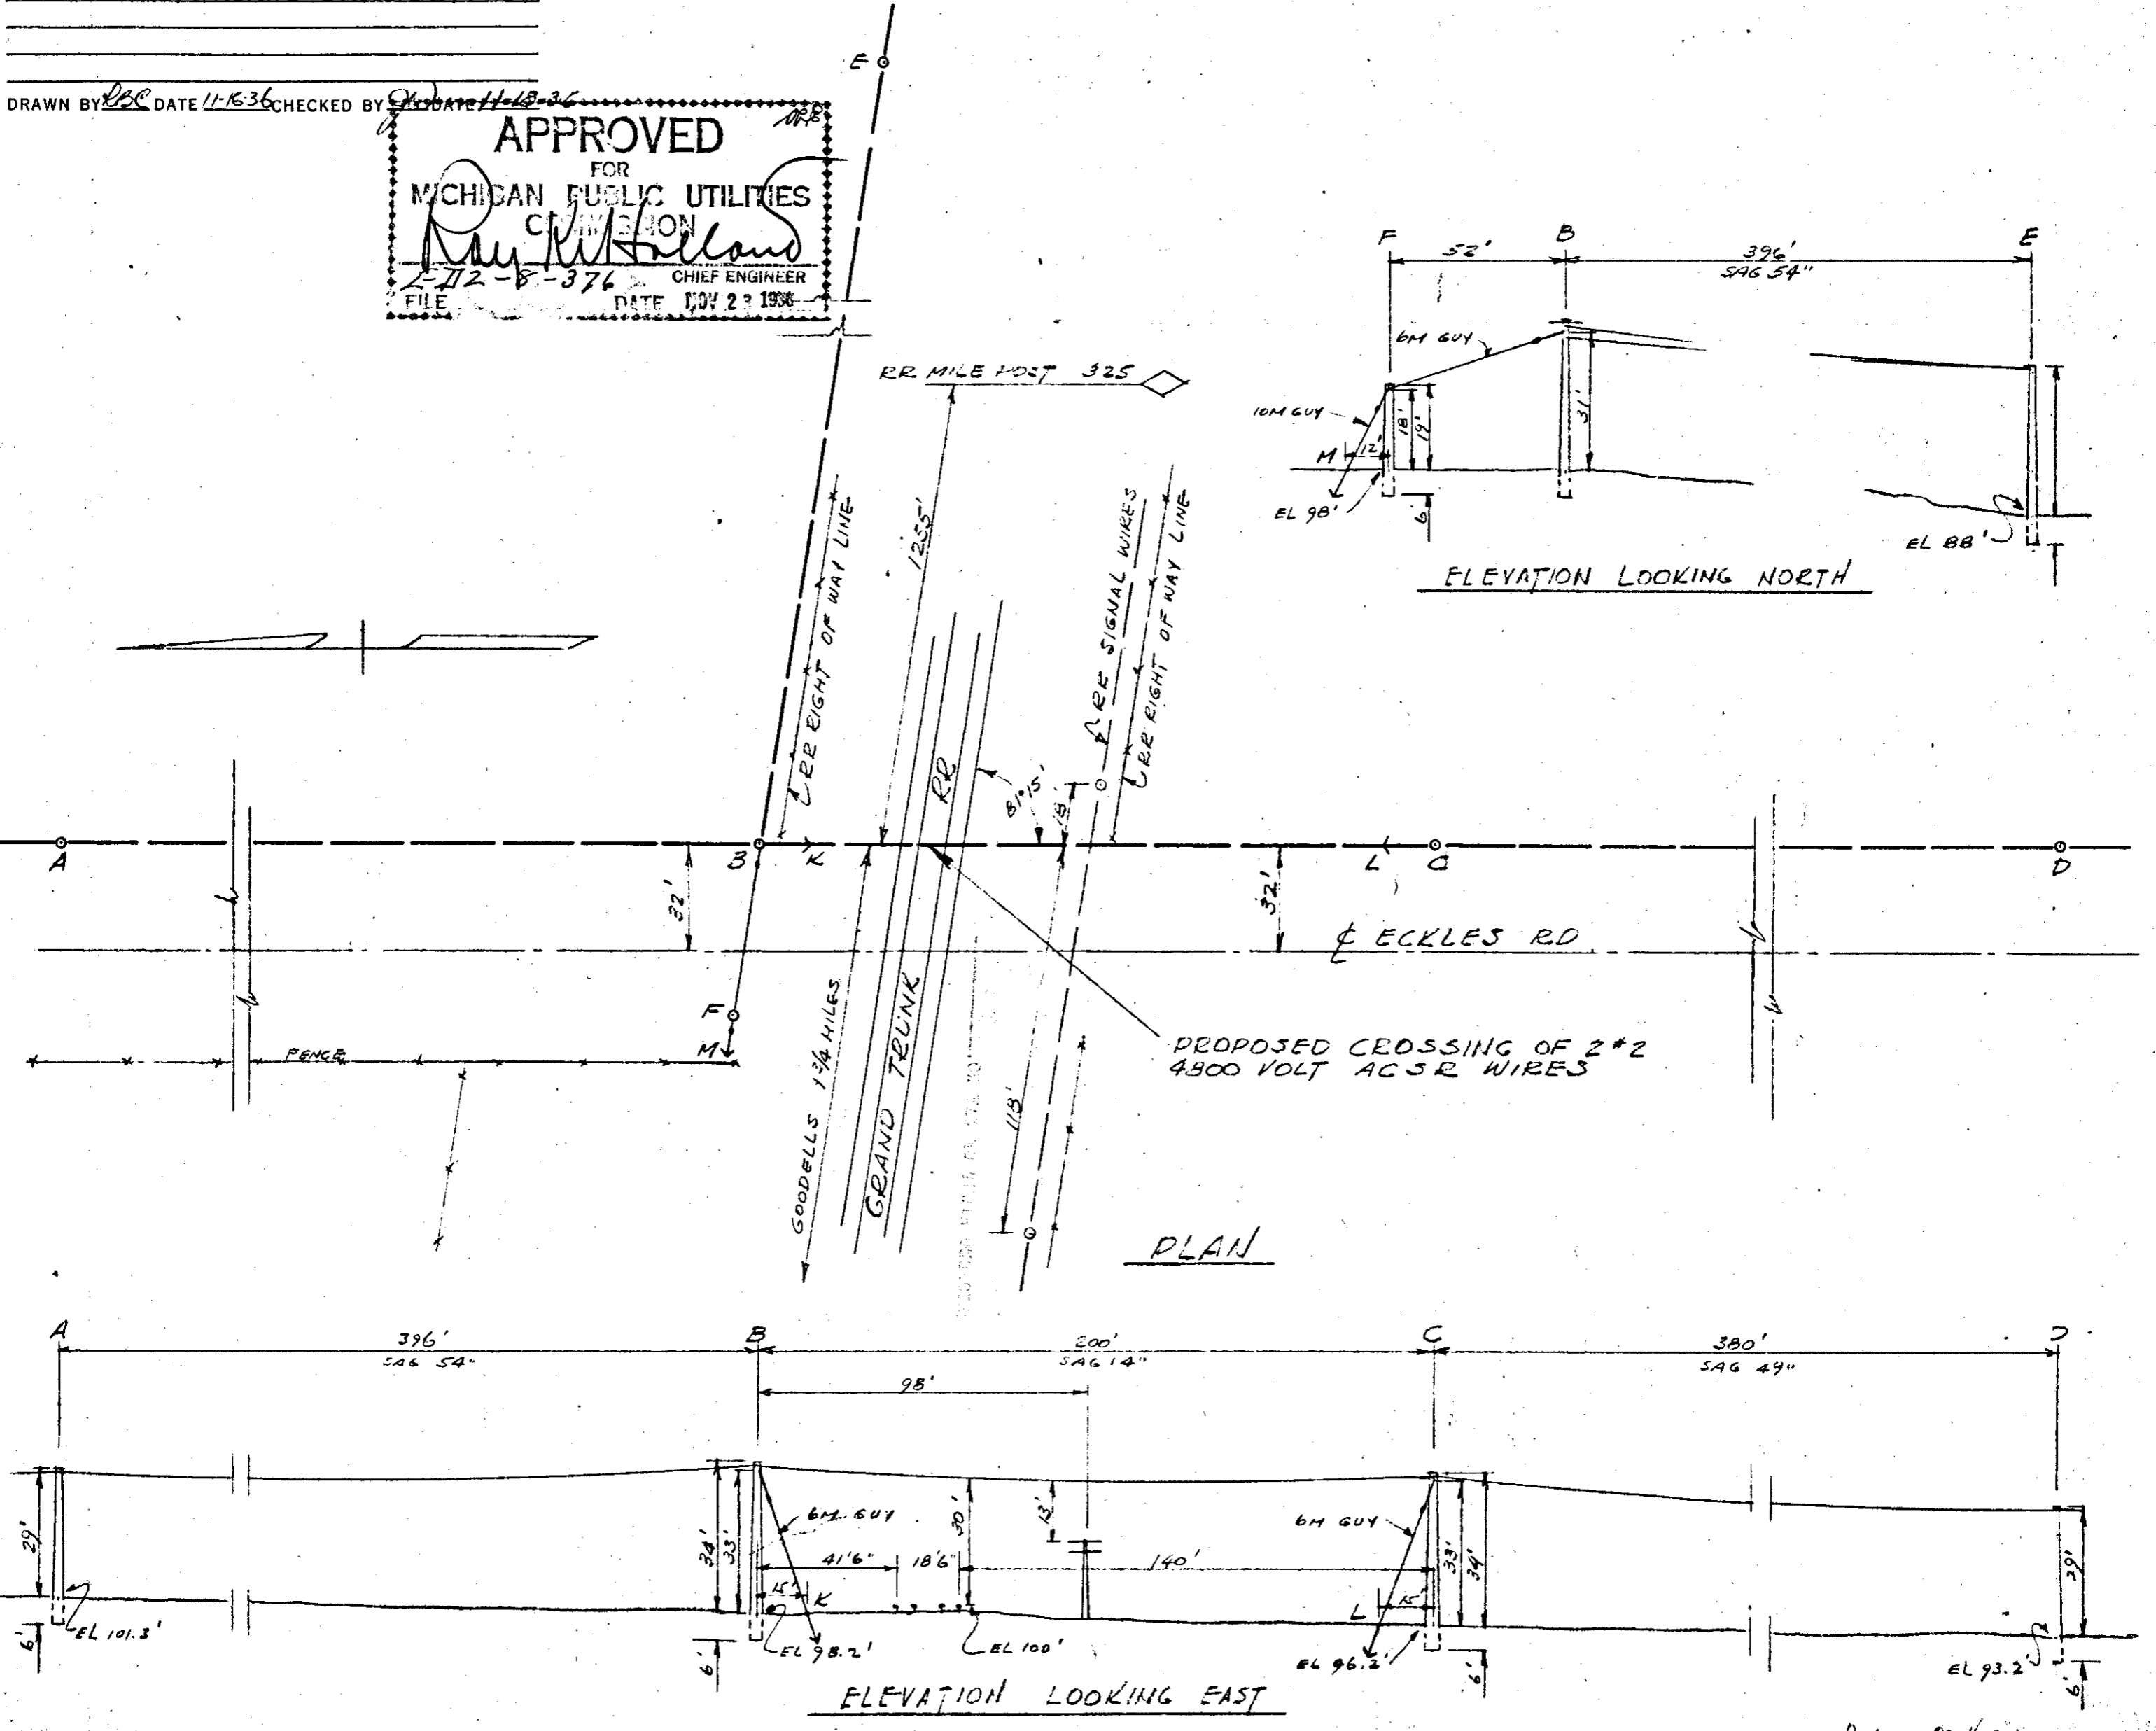 DRAWN BY RBC DATE 11-16-36 CHECKED BY DATE 11-18-36
APPROVED
FOR
MICHIGAN PUBLIC UTILITIES
COMMISSION
CHIEF ENGINEER
FILE DATE NOV 23 1936
E
F 52' B 396' E
SAG 54"
6M GUY
10M GUY
18'
19'
31'
M 12'
EL 98'
6'
EL 88'
ELEVATION LOOKING NORTH
RR MILE POST 325
1255'
RR RIGHT OF WAY LINE
RR SIGNAL WIRES
RR RIGHT OF WAY LINE
RR
81°15'
18'
A B K L C D
32'
32'
℄ ECKLES RD
F
M
FENCE
GOODELLS 1 3/4 MILES
GRAND TRUNK
118'
PROPOSED CROSSING OF 2 #2
4800 VOLT ACSR WIRES
PLAN
A 396' B 200' C 380' D
SAG 54" SAG 14" SAG 49"
98'
29'
34'
33'
6M GUY
30'
13'
6M GUY
33'
34'
39'
41'6" 18'6" 140'
15' K
L 15'
EL 101.3'
6'
EL 98.2'
6'
EL 100'
EL 96.2'
6'
EL 93.2'
6'
ELEVATION LOOKING EAST